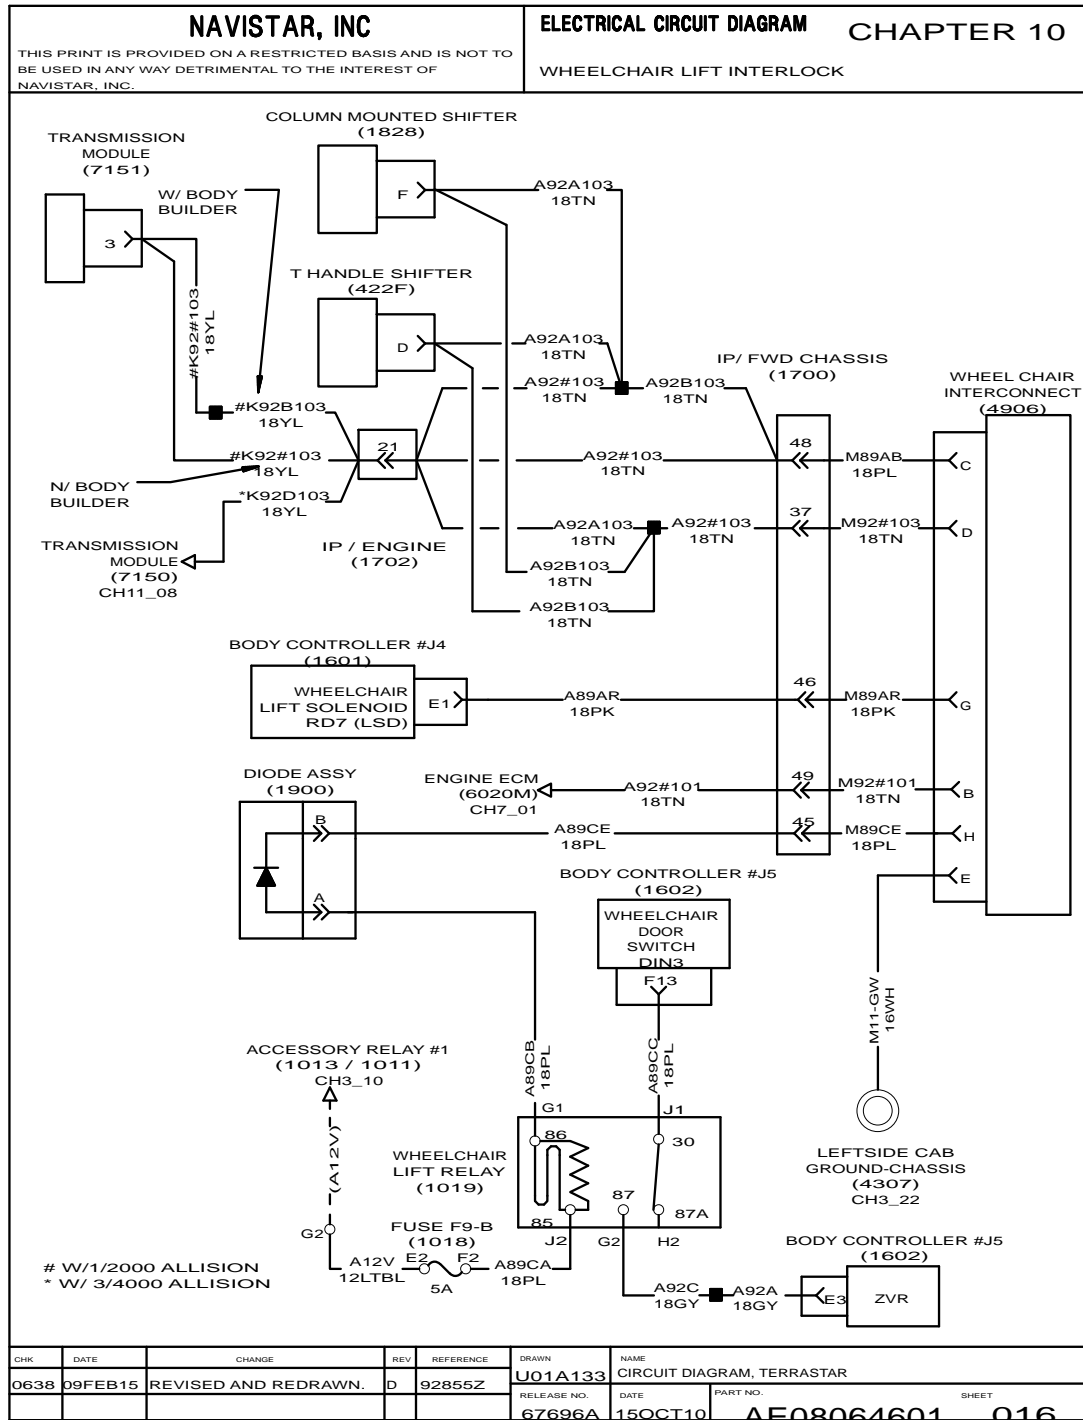 NAVISTAR, INC
THIS PRINT IS PROVIDED ON A RESTRICTED BASIS AND IS NOT TO
BE USED IN ANY WAY DETRIMENTAL TO THE INTEREST OF
NAVISTAR, INC.
ELECTRICAL CIRCUIT DIAGRAM
CHAPTER 10
WHEELCHAIR LIFT INTERLOCK
COLUMN MOUNTED SHIFTER
(1828)
TRANSMISSION
MODULE
(7151)
W/ BODY
BUILDER
F
A92A103
18TN
3
T HANDLE SHIFTER
(422F)
#K92#103
18YL
D
A92A103
18TN
IP/ FWD CHASSIS
(1700)
WHEEL CHAIR
INTERCONNECT
(4906)
A92#103
18TN
A92B103
18TN
#K92B103
18YL
21
48
#K92#103
18YL
A92#103
18TN
M89AB
18PL
C
N/ BODY
BUILDER
*K92D103
18YL
37
A92A103
18TN
A92#103
18TN
M92#103
18TN
D
TRANSMISSION
MODULE
(7150)
CH11_08
IP / ENGINE
(1702)
A92B103
18TN
A92B103
18TN
BODY CONTROLLER #J4
(1601)
WHEELCHAIR
LIFT SOLENOID
RD7 (LSD)
E1
A89AR
18PK
46
M89AR
18PK
G
DIODE ASSY
(1900)
ENGINE ECM
(6020M)
CH7_01
A92#101
18TN
49
M92#101
18TN
B
B
A89CE
18PL
45
M89CE
18PL
H
A
BODY CONTROLLER #J5
(1602)
E
WHEELCHAIR
DOOR
SWITCH
DIN3
F13
M11-GW
16WH
ACCESSORY RELAY #1
(1013 / 1011)
CH3_10
A89CB
18PL
A89CC
18PL
G1
J1
(A12V)
WHEELCHAIR
LIFT RELAY
(1019)
86
30
87
87A
85
LEFTSIDE CAB
GROUND-CHASSIS
(4307)
CH3_22
G2
FUSE F9-B
(1018)
J2
G2
H2
BODY CONTROLLER #J5
(1602)
# W/1/2000 ALLISION
* W/ 3/4000 ALLISION
A12V
12LTBL
E2
F2
5A
A89CA
18PL
A92C
18GY
A92A
18GY
E3
ZVR
CHK DATE CHANGE REV REFERENCE DRAWN NAME
0638 09FEB15 REVISED AND REDRAWN. D 92855Z U01A133 CIRCUIT DIAGRAM, TERRASTAR
RELEASE NO. DATE PART NO. SHEET
67696A 15OCT10 AE08064601 016